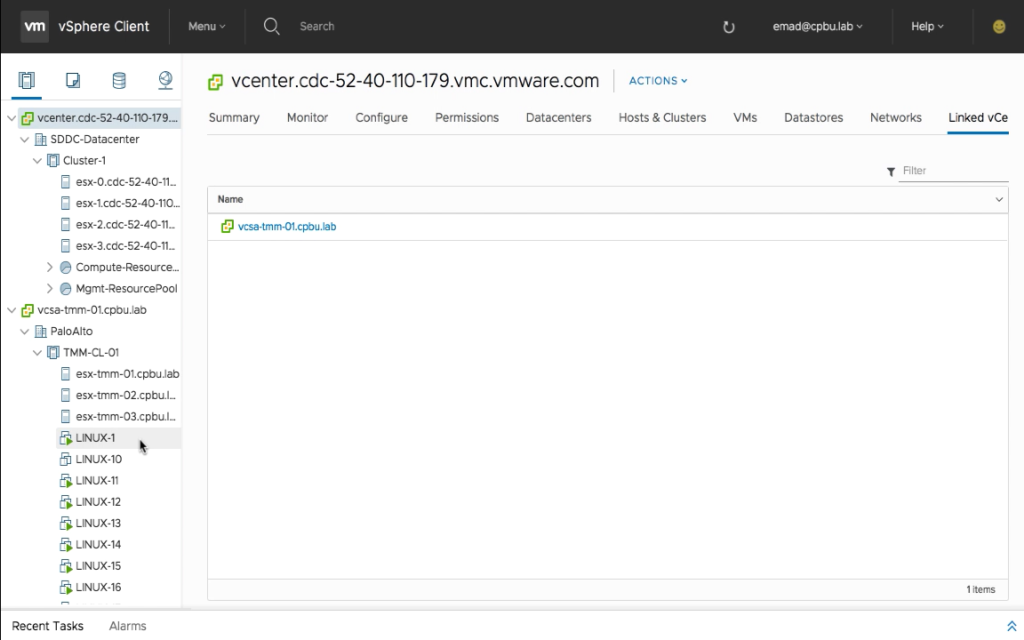 vm vSphere Client Menu Search emad@cpbu.lab Help
vcenter.cdc-52-40-110-179.vmc.vmware.com ACTIONS
Summary Monitor Configure Permissions Datacenters Hosts & Clusters VMs Datastores Networks Linked vCe
vcenter.cdc-52-40-110-179....
SDDC-Datacenter
Cluster-1
esx-0.cdc-52-40-11...
esx-1.cdc-52-40-110...
esx-2.cdc-52-40-11...
esx-3.cdc-52-40-11...
Compute-Resource...
Mgmt-ResourcePool
vcsa-tmm-01.cpbu.lab
PaloAlto
TMM-CL-01
esx-tmm-01.cpbu.lab
esx-tmm-02.cpbu.l...
esx-tmm-03.cpbu.l...
LINUX-1
LINUX-10
LINUX-11
LINUX-12
LINUX-13
LINUX-14
LINUX-15
LINUX-16
Filter
Name
vcsa-tmm-01.cpbu.lab
1 items
Recent Tasks Alarms